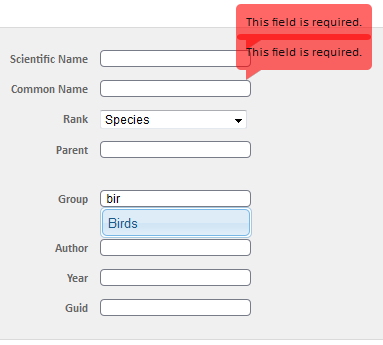 This field is required.
This field is required.
Scientific Name
Common Name
Rank Species
Parent
Group bir
Birds
Author
Year
Guid